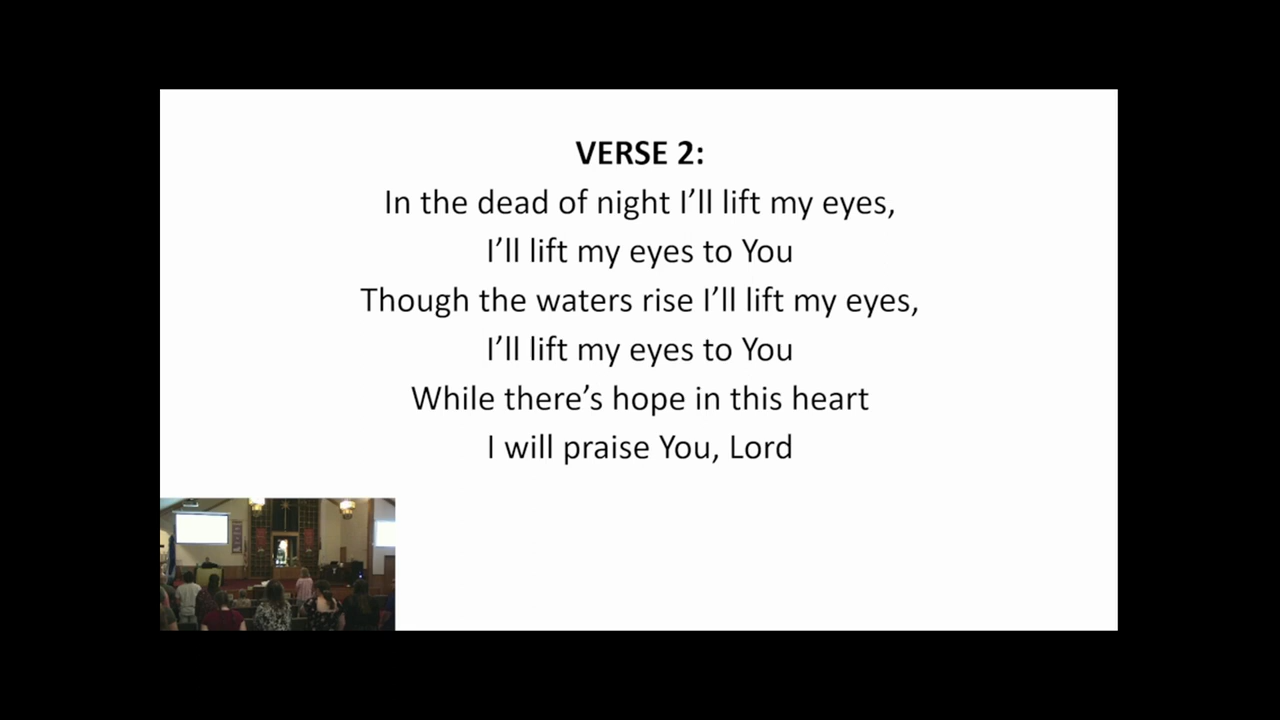 VERSE 2:
In the dead of night I’ll lift my eyes,
I’ll lift my eyes to You
Though the waters rise I’ll lift my eyes,
I’ll lift my eyes to You
While there’s hope in this heart
I will praise You, Lord